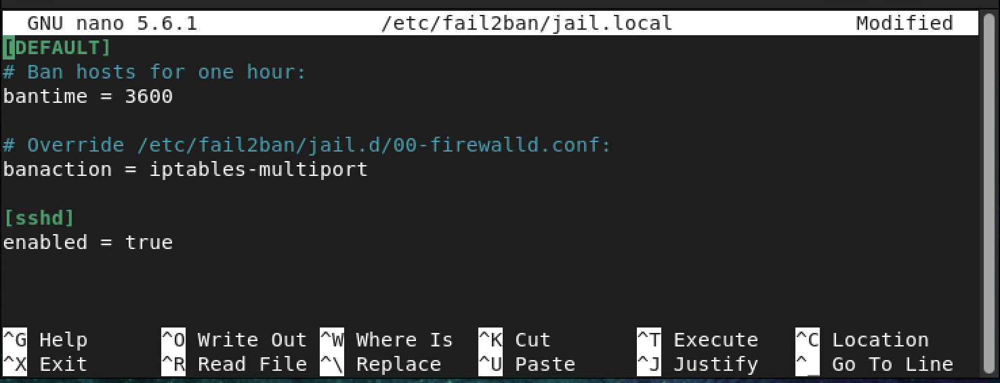 GNU nano 5.6.1 /etc/fail2ban/jail.local Modified
[DEFAULT]
# Ban hosts for one hour:
bantime = 3600
# Override /etc/fail2ban/jail.d/00-firewalld.conf:
banaction = iptables-multiport
[sshd]
enabled = true
^G Help ^O Write Out ^W Where Is ^K Cut ^T Execute ^C Location
^X Exit ^R Read File ^\ Replace ^U Paste ^J Justify ^_ Go To Line